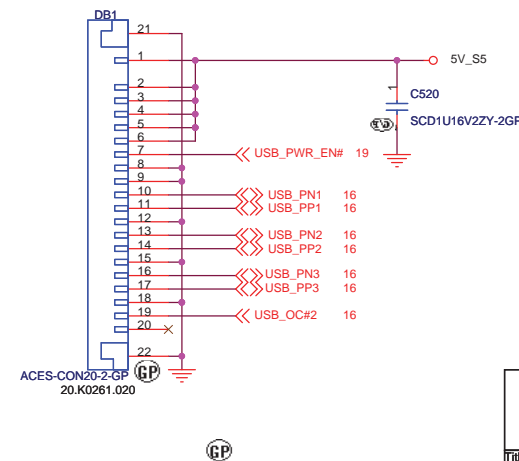 DB1
21
1
5V_S5
2
1
C520
3
4
SCD1U16V2ZY-2GP
5
6
7 USB_PWR_EN# 19
8
9
10 USB_PN1 16
11 USB_PP1 16
12
13 USB_PN2 16
14 USB_PP2 16
15
16 USB_PN3 16
17 USB_PP3 16
18
19 USB_OC#2 16
20
22
GP
ACES-CON20-2-GP
20.K0261.020
GP